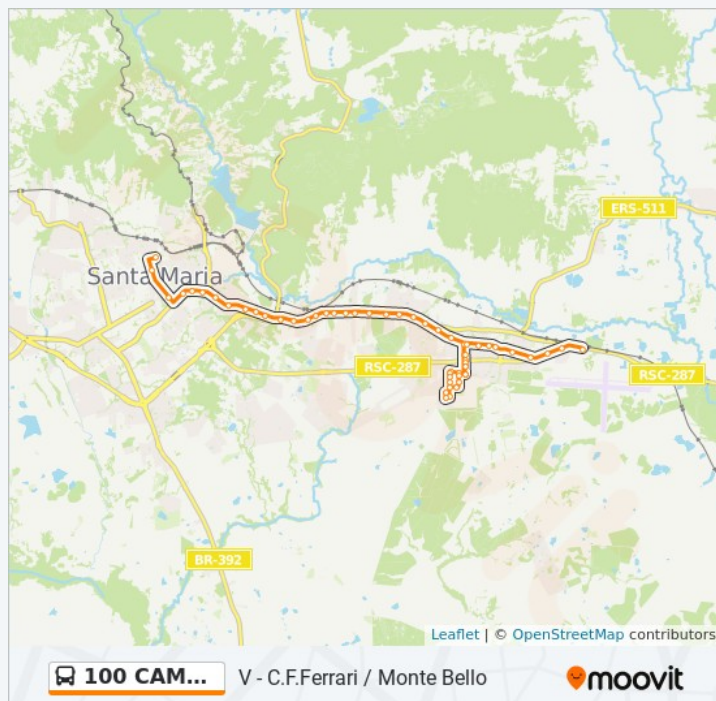 ERS-511
Santa Maria
RSC-287
RSC-287
BR-392
Leaflet | © OpenStreetMap contributors
100 CAM... V - C.F.Ferrari / Monte Bello moovit